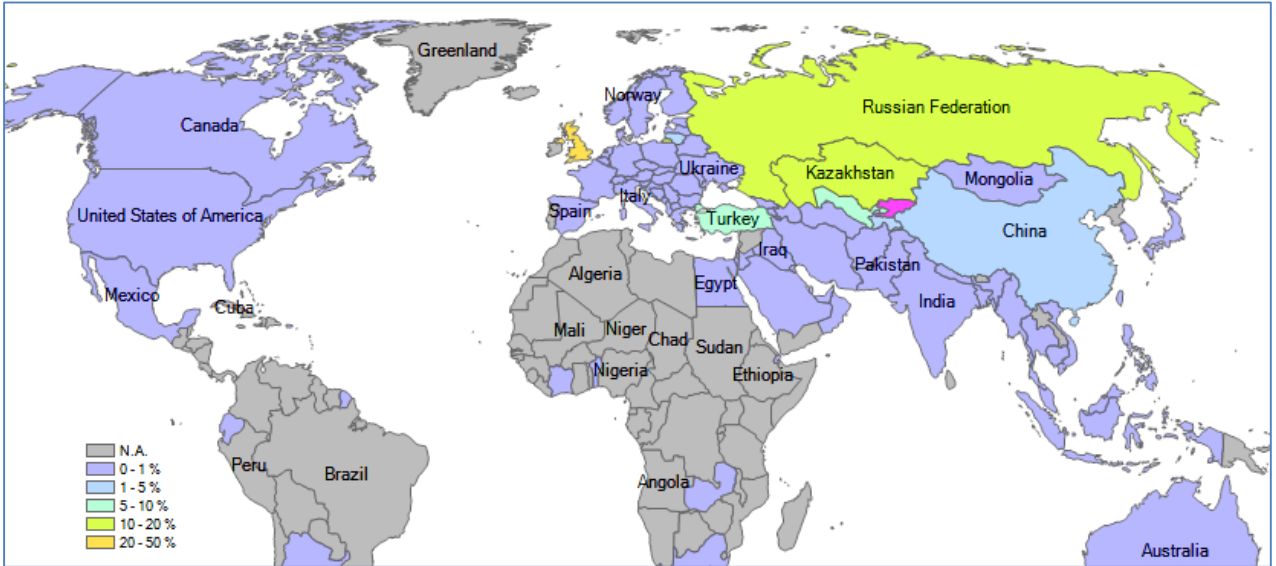 Greenland
Norway
Russian Federation
Canada
Ukraine
Kazakhstan
Mongolia
Italy
United States of America
Spain
Turkey
China
Iraq
Pakistan
Algeria
Egypt
Mexico
India
Cuba
Mali
Niger
Chad
Sudan
Nigeria
Ethiopia
N.A.
0 - 1 %
1 - 5 %
5 - 10 %
10 - 20 %
20 - 50 %
Peru
Brazil
Angola
Australia